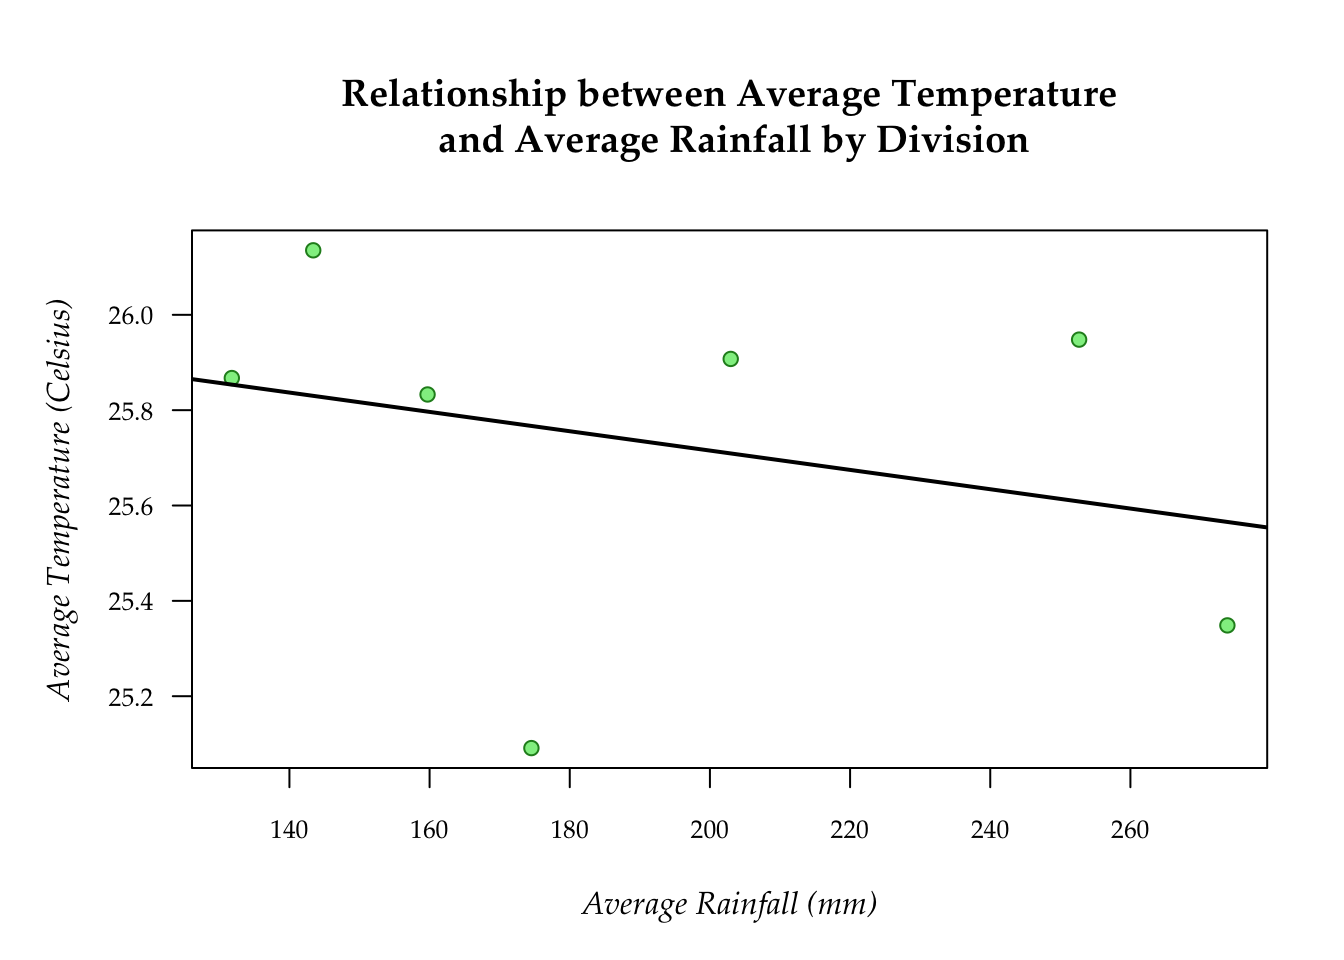 Relationship between Average Temperature
and Average Rainfall by Division
Average Temperature (Celsius)
26.0
25.8
25.6
25.4
25.2
140 160 180 200 220 240 260
Average Rainfall (mm)